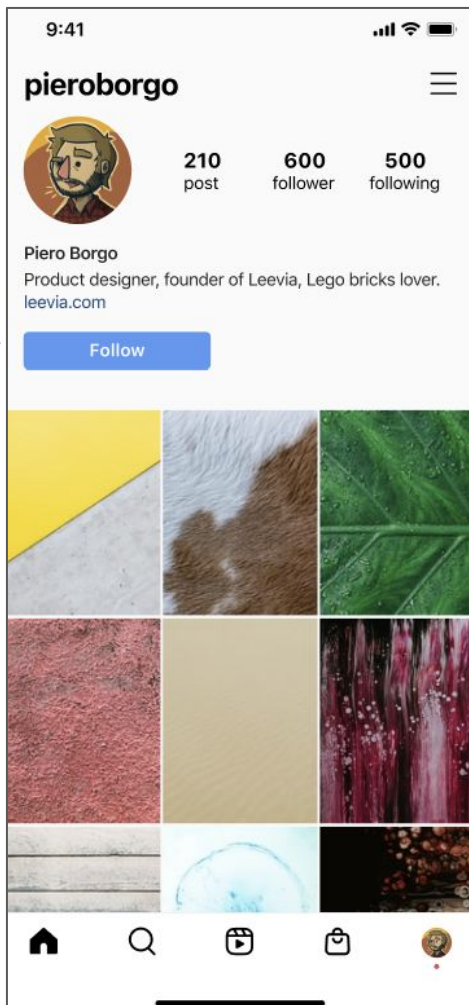 9:41
pieroborgo
210 600 500
post follower following
Piero Borgo
Product designer, founder of Leevia, Lego bricks lover.
leevia.com
Follow